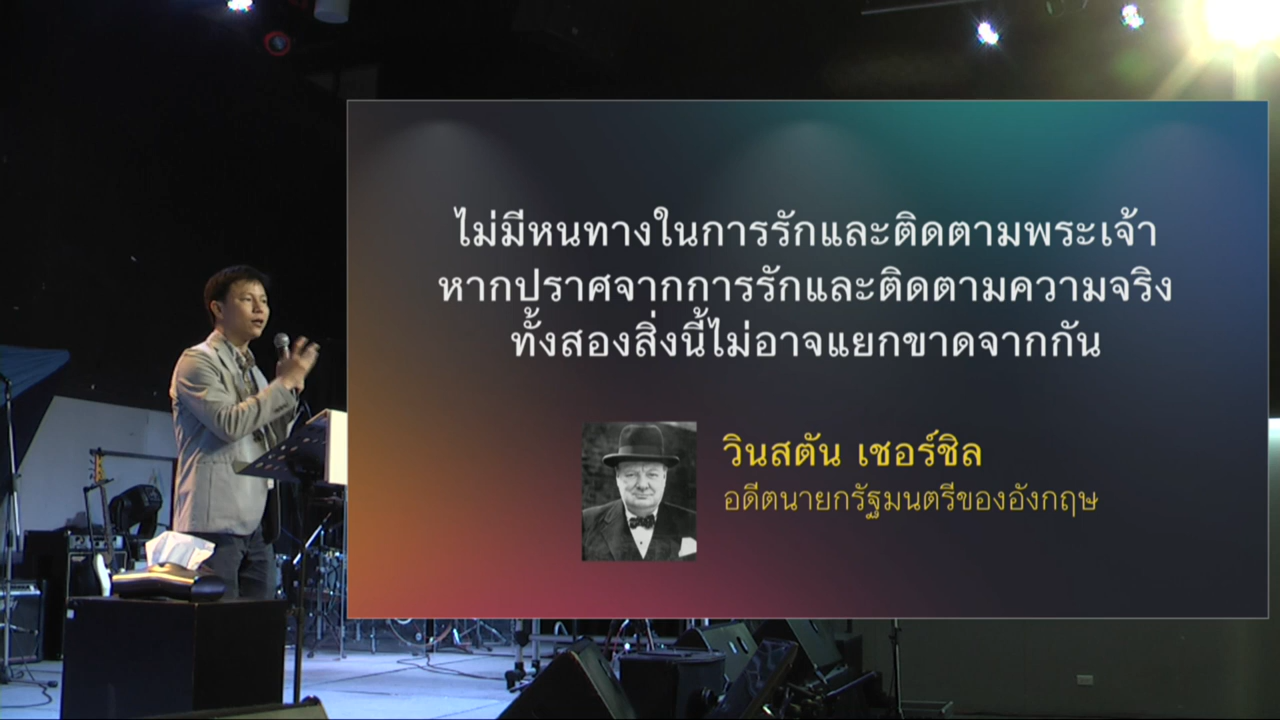 ไม่มีหนทางในการรักและติดตามพระเจ้า
หากปราศจากการรักและติดตามความจริง
ทั้งสองสิ่งนี้ไม่อาจแยกขาดจากกัน
วินสตัน เชอร์ชิล
อดีตนายกรัฐมนตรีของอังกฤษ